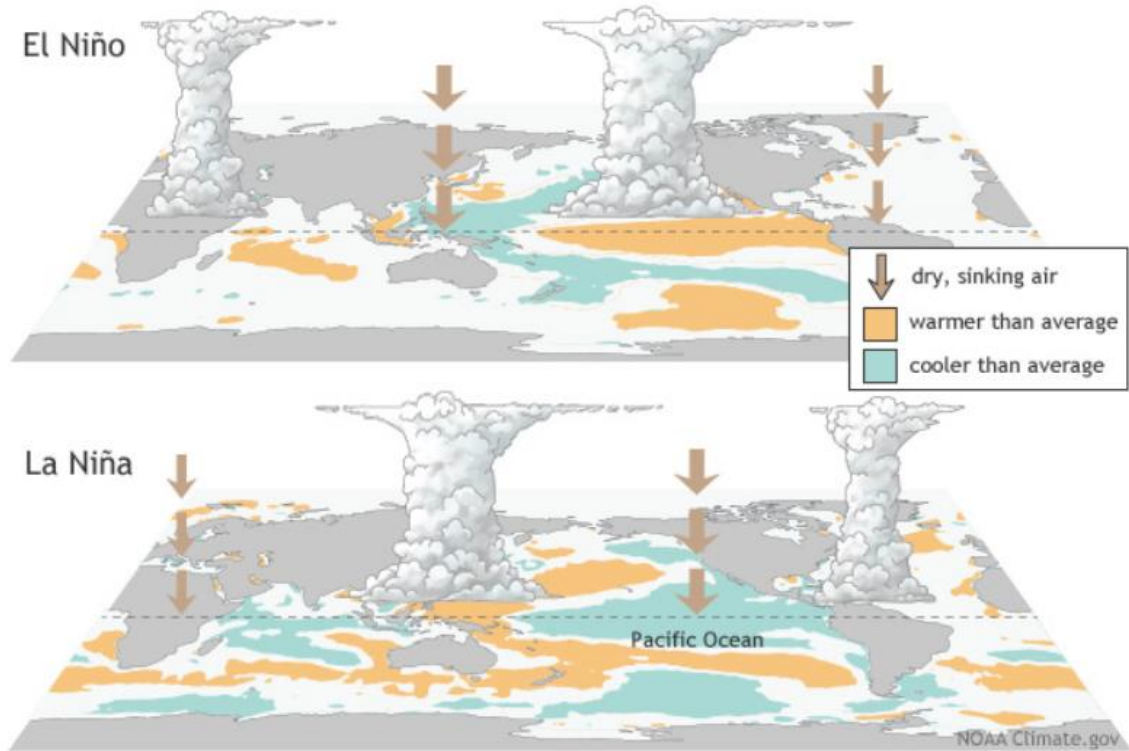 El Niño
dry, sinking air
warmer than average
cooler than average
La Niña
Pacific Ocean
NOAA Climate.gov